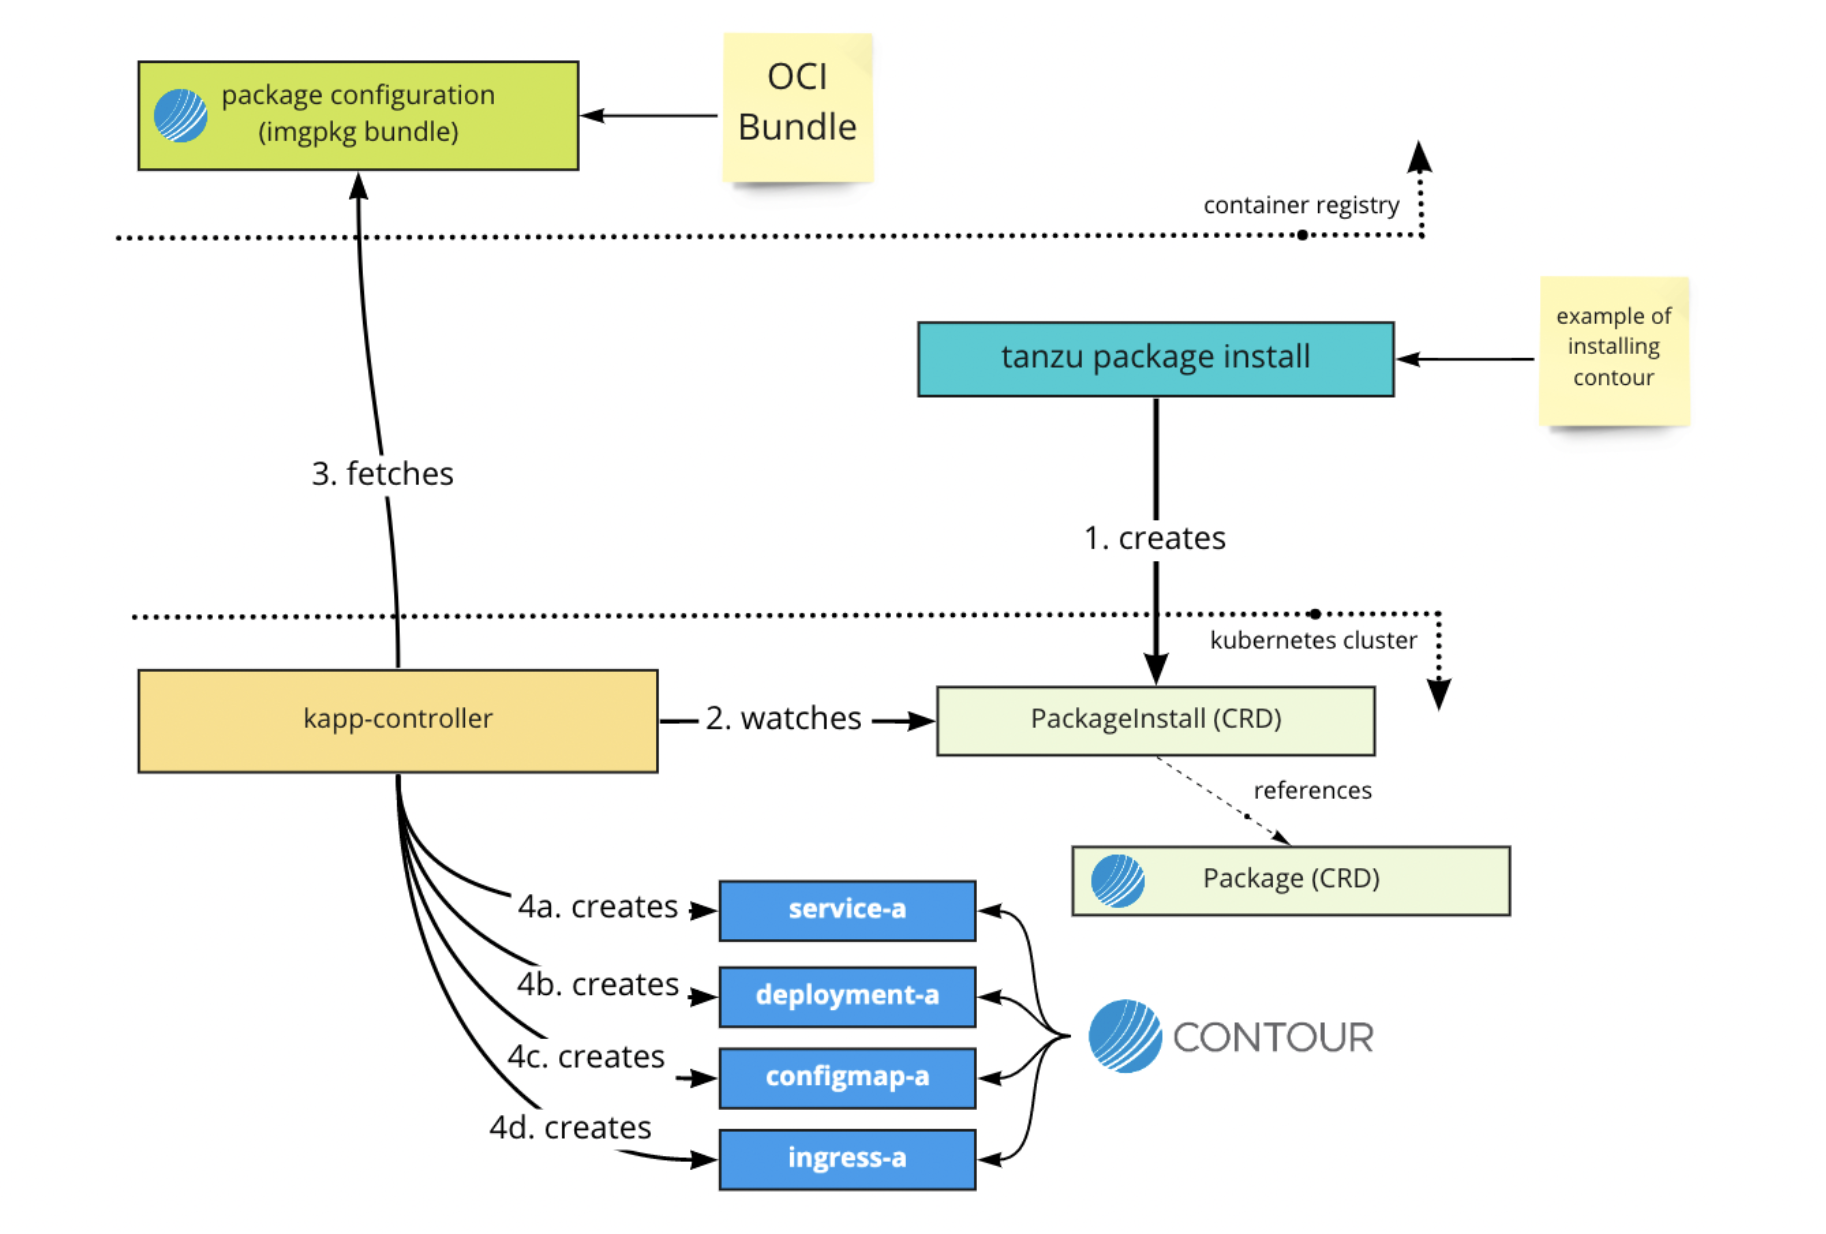 package configuration
(imgpkg bundle)
OCI
Bundle
container registry
example of
installing
contour
tanzu package install
3. fetches
1. creates
kubernetes cluster
kapp-controller
2. watches
PackageInstall (CRD)
references
Package (CRD)
4a. creates
service-a
4b. creates
deployment-a
CONTOUR
4c. creates
configmap-a
4d. creates
ingress-a